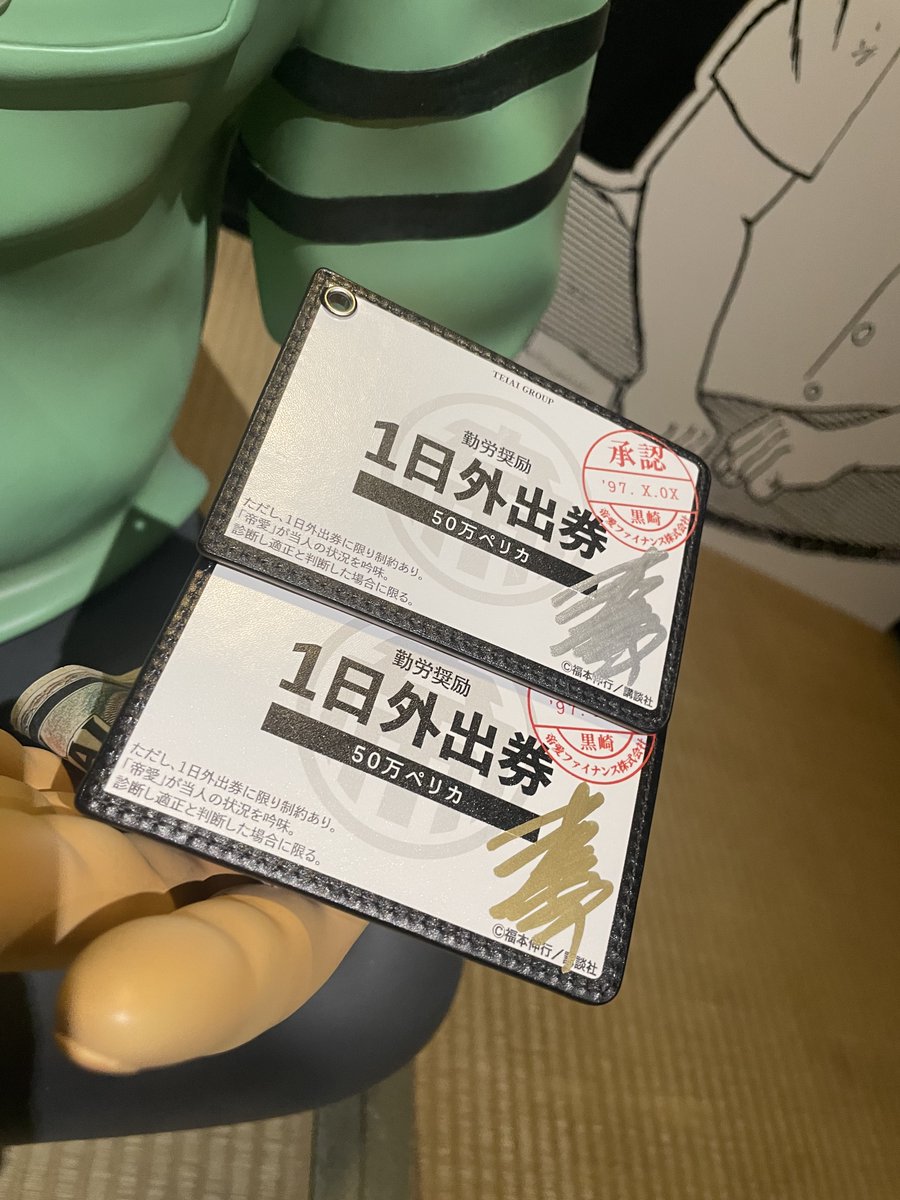 TEIAI GROUP
勤労奨励
1日外出券
50万ペリカ
ただし、1日外出券に限り制約あり。
「帝愛」が当人の状況を吟味。
診断し適正と判断した場合に限る。
承認
'97. X.0X
黒崎
帝愛ファイナンス株式会社
©福本伸行/講談社
勤労奨励
1日外出券
50万ペリカ
ただし、1日外出券に限り制約あり。
「帝愛」が当人の状況を吟味。
診断し適正と判断した場合に限る。
'97.
黒崎
帝愛ファイナンス株式会社
©福本伸行/講談社